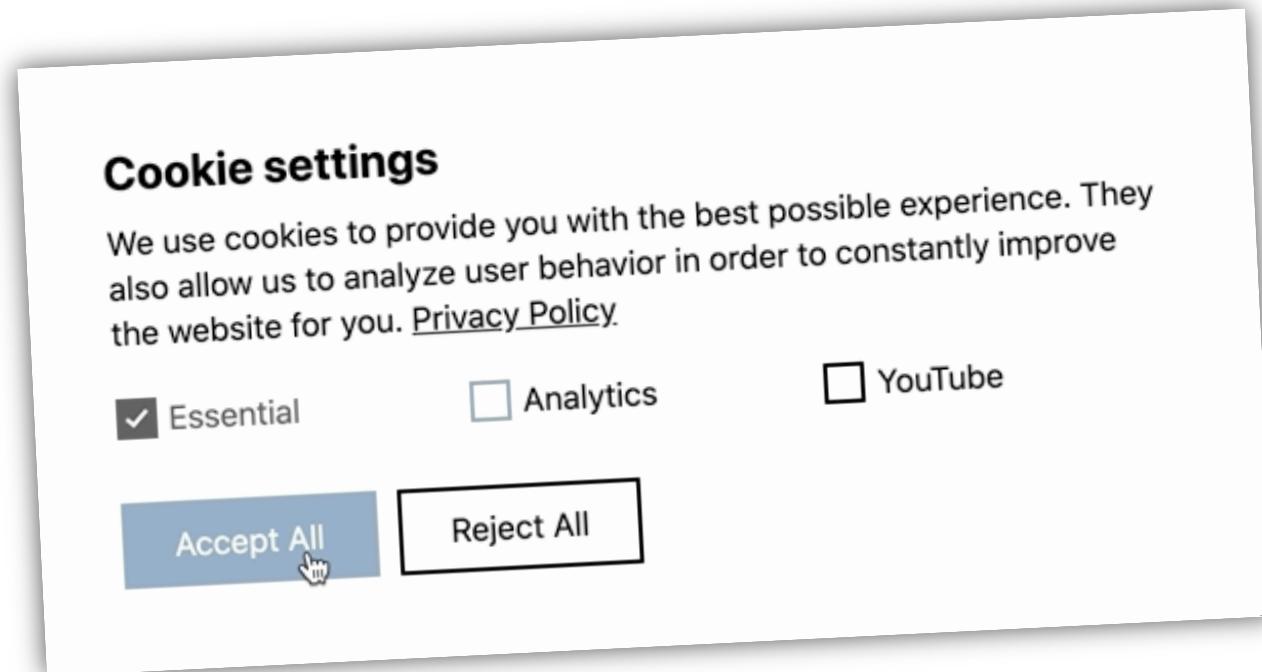 Cookie settings
We use cookies to provide you with the best possible experience. They
also allow us to analyze user behavior in order to constantly improve
the website for you. Privacy Policy
Essential
Analytics
YouTube
Accept All
Reject All